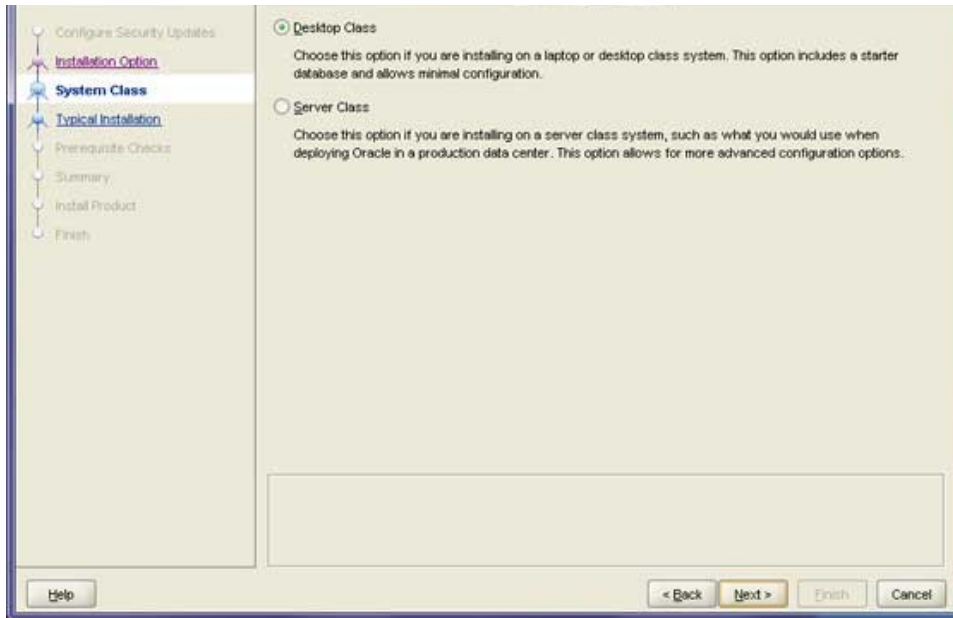 Configure Security Updates
Installation Option
System Class
Typical Installation
Prerequisite Checks
Summary
Install Product
Finish
Desktop Class
Choose this option if you are installing on a laptop or desktop class system. This option includes a starter
database and allows minimal configuration.
Server Class
Choose this option if you are installing on a server class system, such as what you would use when
deploying Oracle in a production data center. This option allows for more advanced configuration options.
Help
< Back
Next >
Finish
Cancel